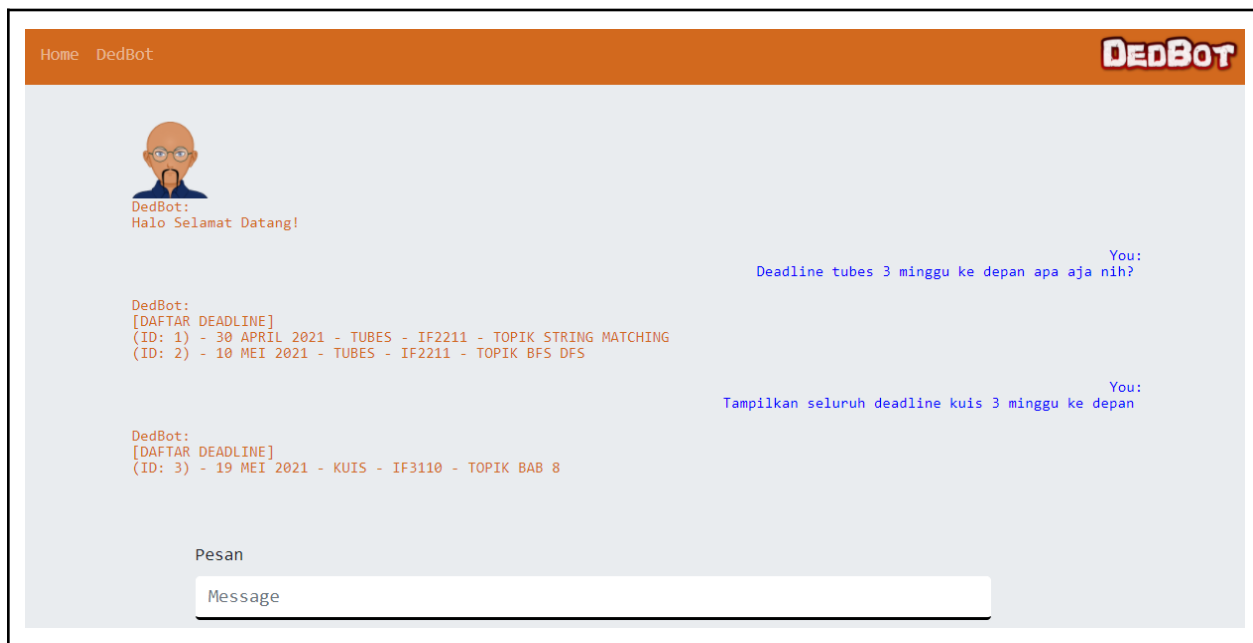 Home DedBot
DEDBOT
DedBot:
Halo Selamat Datang!
You:
Deadline tubes 3 minggu ke depan apa aja nih?
DedBot:
[DAFTAR DEADLINE]
(ID: 1) - 30 APRIL 2021 - TUBES - IF2211 - TOPIK STRING MATCHING
(ID: 2) - 10 MEI 2021 - TUBES - IF2211 - TOPIK BFS DFS
You:
Tampilkan seluruh deadline kuis 3 minggu ke depan
DedBot:
[DAFTAR DEADLINE]
(ID: 3) - 19 MEI 2021 - KUIS - IF3110 - TOPIK BAB 8
Pesan
Message